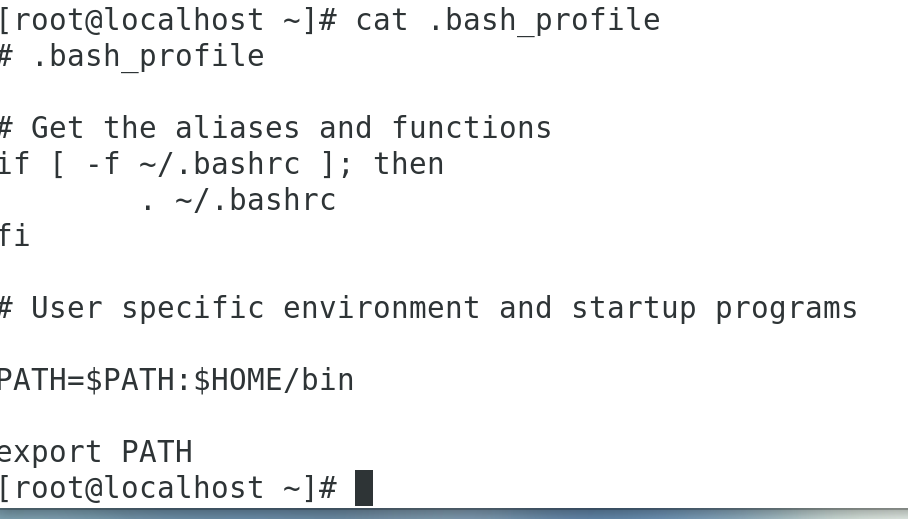 [root@localhost ~]# cat .bash_profile
# .bash_profile
# Get the aliases and functions
if [ -f ~/.bashrc ]; then
. ~/.bashrc
fi
# User specific environment and startup programs
PATH=$PATH:$HOME/bin
export PATH
[root@localhost ~]#